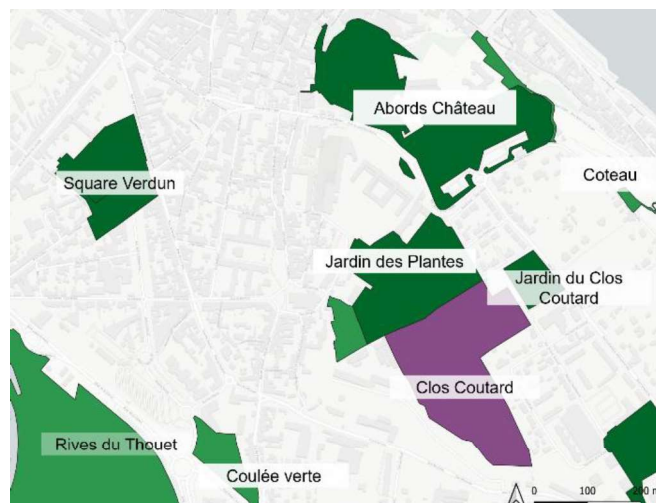 Abords Château
Square Verdun
Coteau
Jardin des Plantes
Jardin du Clos
Coutard
Clos Coutard
Rives du Thouet
Coulée verte
0 100 200 m